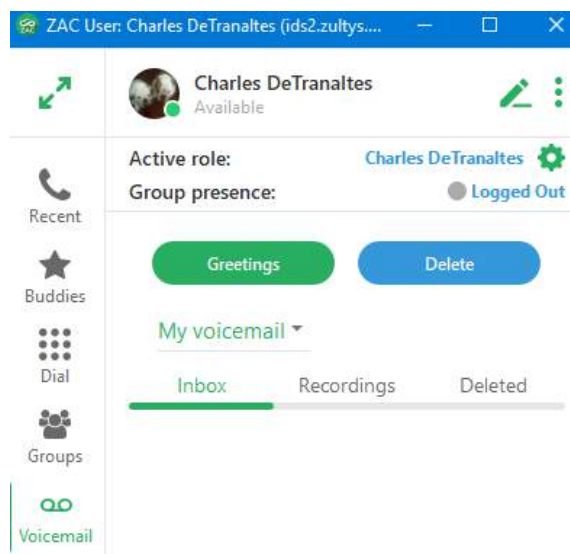 ZAC User: Charles DeTranaltes (ids2.zultys....
Charles DeTranaltes
Available
Active role: Charles DeTranaltes
Group presence: Logged Out
Recent
Buddies
Dial
Groups
Voicemail
Greetings Delete
My voicemail
Inbox Recordings Deleted